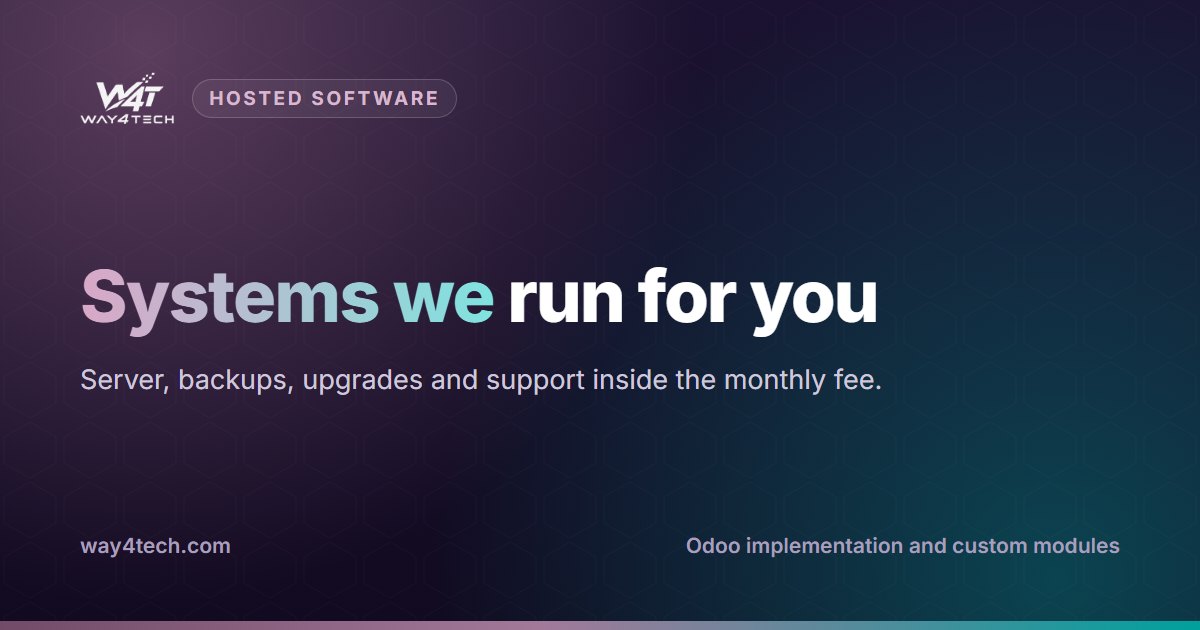 W4T
WAY4TECH
HOSTED SOFTWARE
Systems we run for you
Server, backups, upgrades and support inside the monthly fee.
way4tech.com
Odoo implementation and custom modules